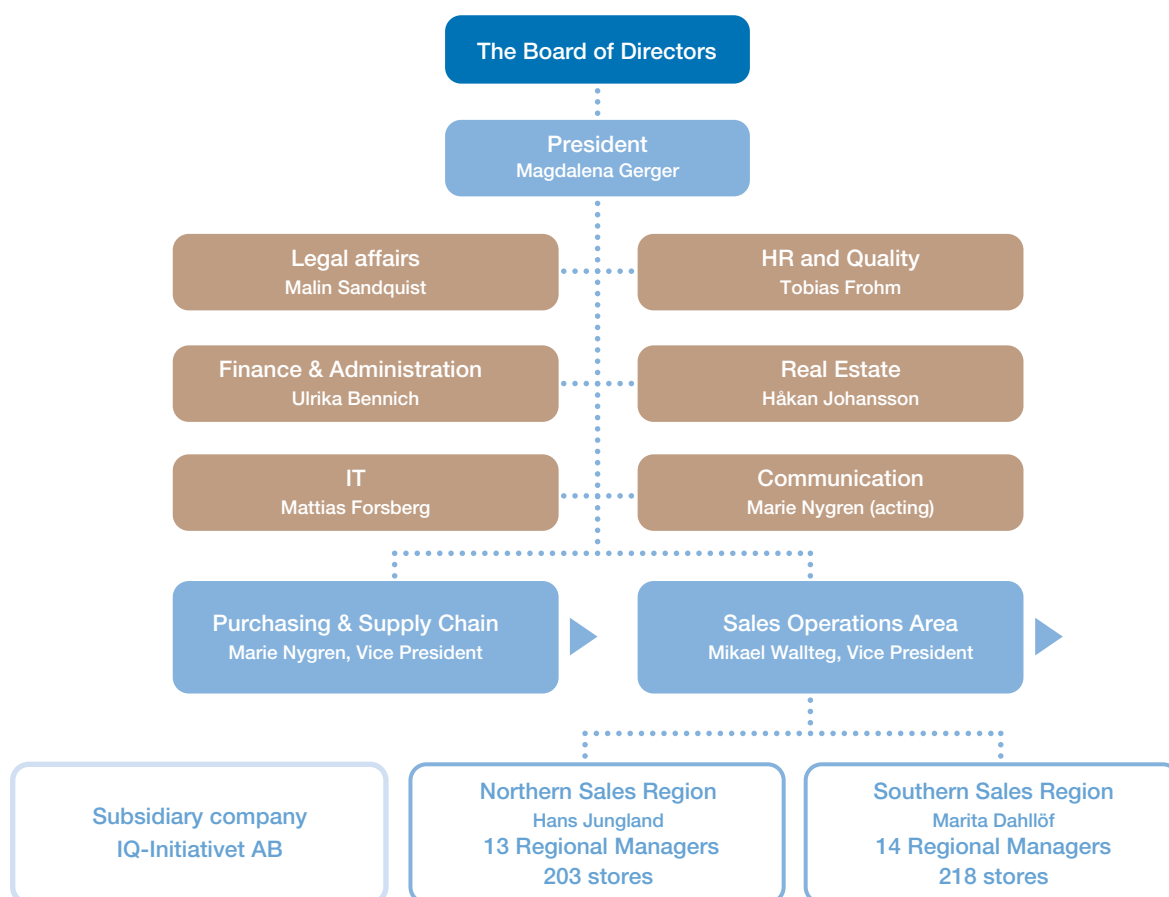 The Board of Directors
President
Magdalena Gerger
Legal affairs
Malin Sandquist
HR and Quality
Tobias Frohm
Finance & Administration
Ulrika Bennich
Real Estate
Håkan Johansson
IT
Mattias Forsberg
Communication
Marie Nygren (acting)
Purchasing & Supply Chain
Marie Nygren, Vice President
Sales Operations Area
Mikael Wallteg, Vice President
Subsidiary company
IQ-Initiativet AB
Northern Sales Region
Hans Jungland
13 Regional Managers
203 stores
Southern Sales Region
Marita Dahllöf
14 Regional Managers
218 stores